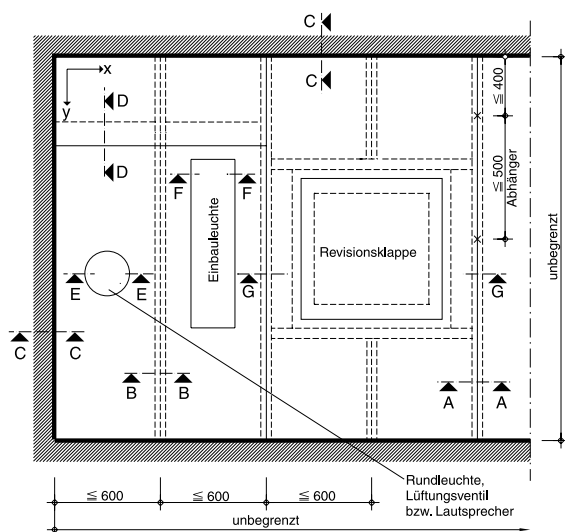 C
C
x
y
D
D
≦ 400
≦ 500
Abhänger
unbegrenzt
F F
Einbauleuchte
Revisionsklappe
E E G G
C C
B B
A A
Rundleuchte,
Lüftungsventil
bzw. Lautsprecher
≦ 600 ≦ 600 ≦ 600
unbegrenzt